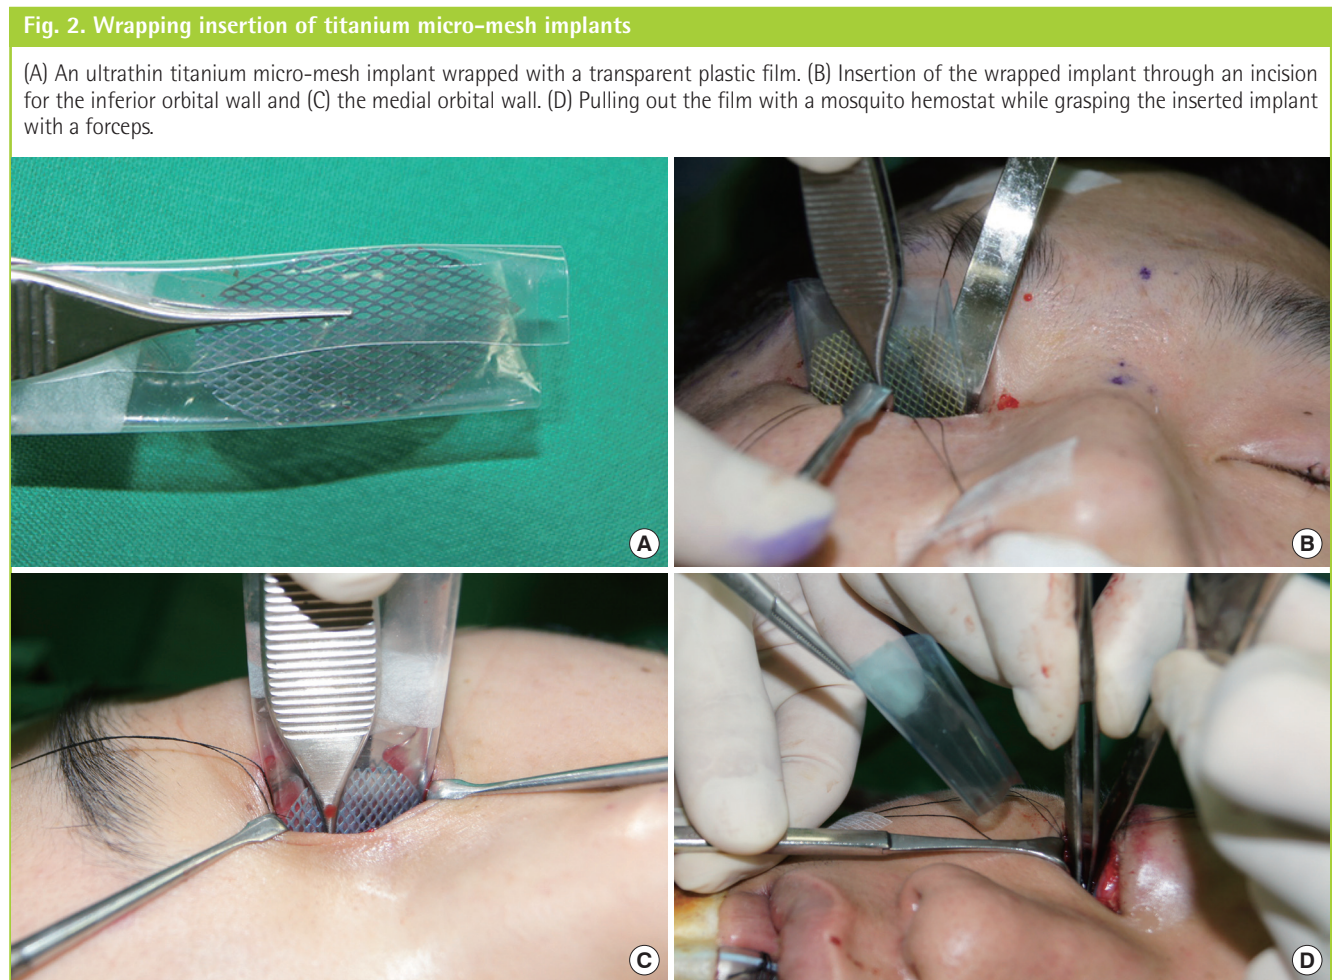 Fig. 2. Wrapping insertion of titanium micro-mesh implants
(A) An ultrathin titanium micro-mesh implant wrapped with a transparent plastic film. (B) Insertion of the wrapped implant through an incision
for the inferior orbital wall and (C) the medial orbital wall. (D) Pulling out the film with a mosquito hemostat while grasping the inserted implant
with a forceps.
A
B
C
D